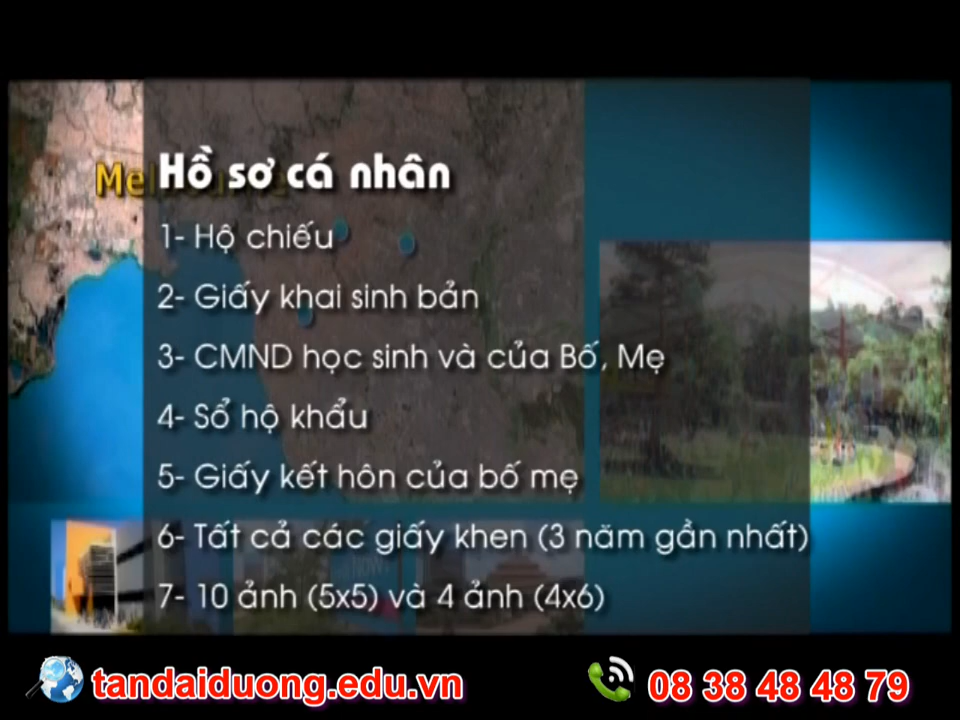 Hồ sơ cá nhân
1- Hộ chiếu
2- Giấy khai sinh bản
3- CMND học sinh và của Bố, Mẹ
4- Sổ hộ khẩu
5- Giấy kết hôn của bố mẹ
6- Tất cả các giấy khen (3 năm gần nhất)
7- 10 ảnh (5x5) và 4 ảnh (4x6)
tandaiduong.edu.vn
08 38 48 48 79